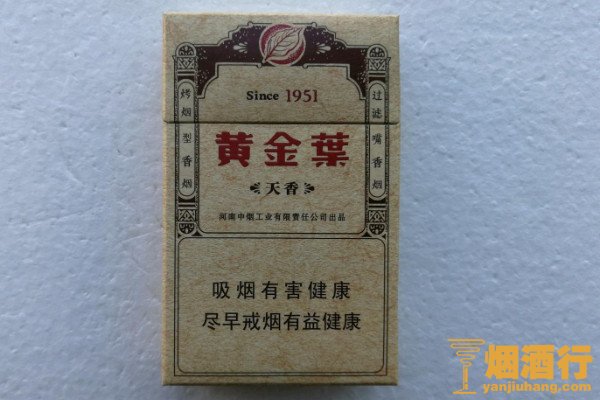 Since 1951
烤烟型香烟
过滤嘴香烟
黄金葉
天香
河南中烟工业有限責任公司出品
吸烟有害健康
尽早戒烟有益健康
烟酒行
yanjiuhang.com